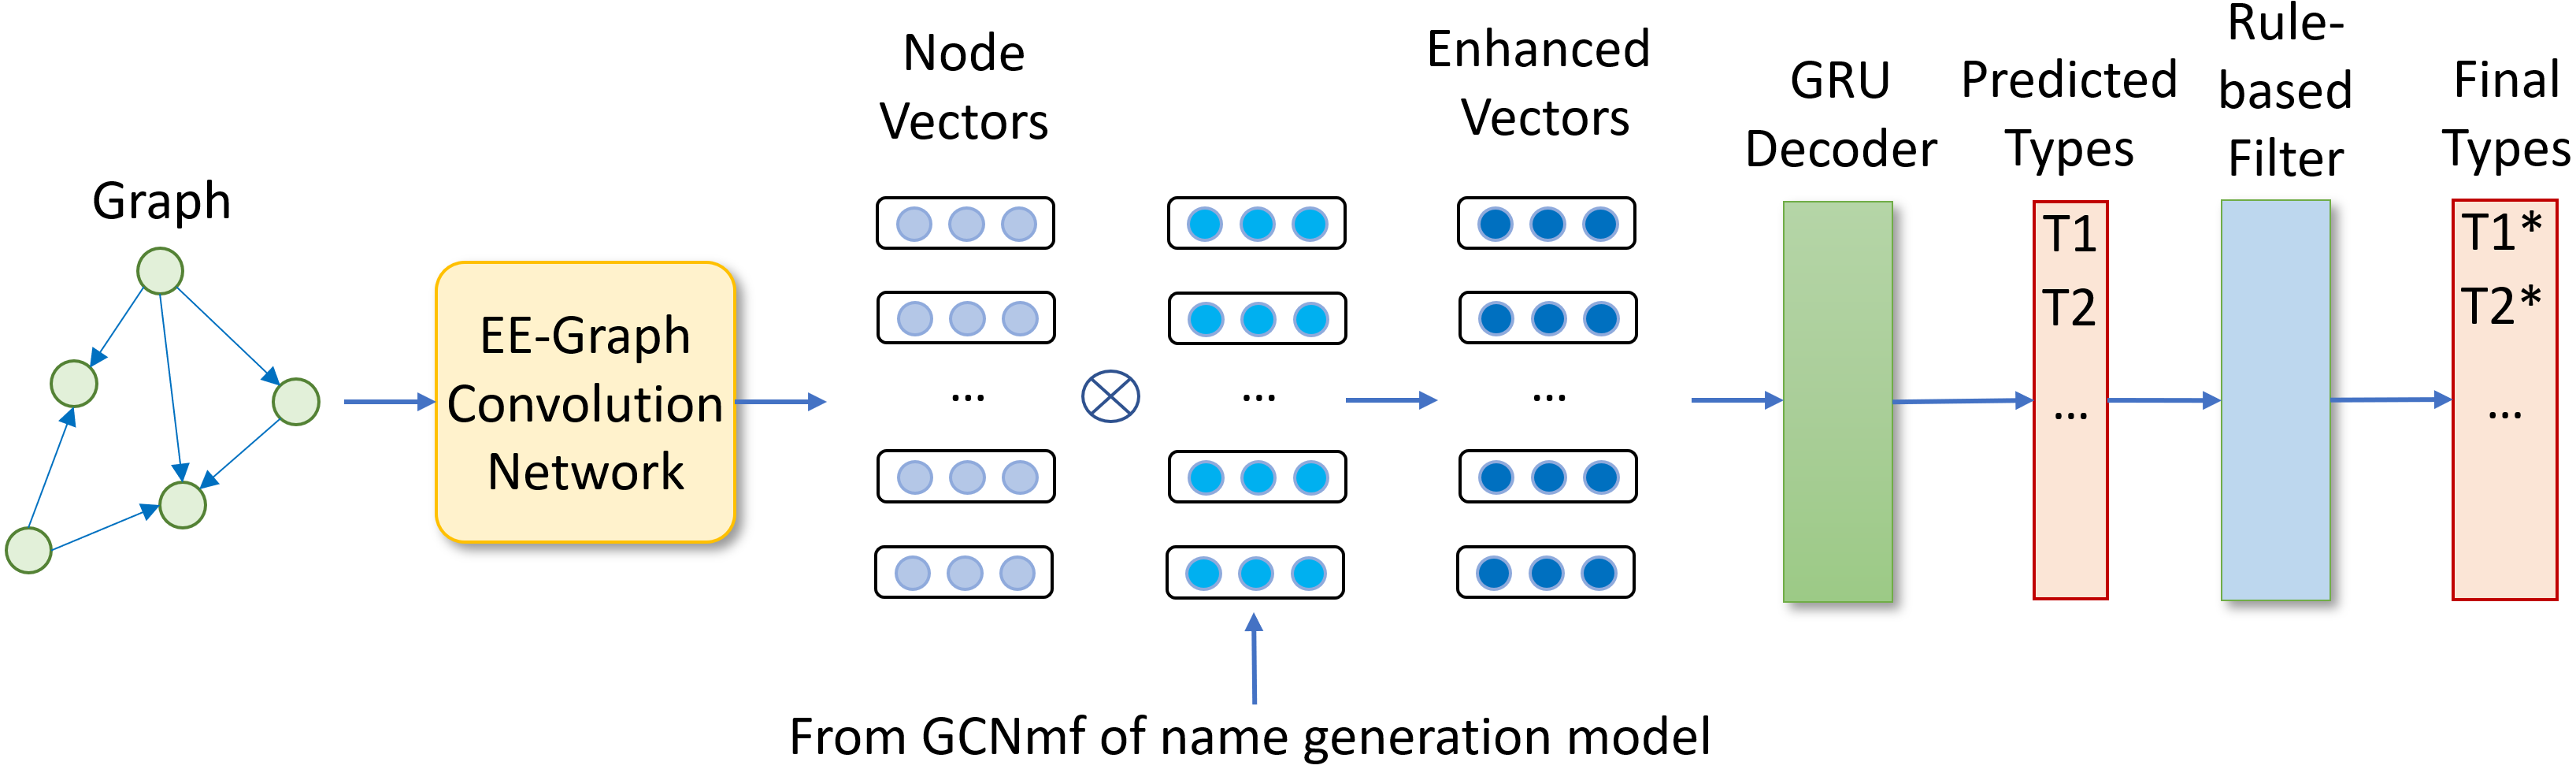 Graph
EE-Graph
Convolution
Network
Node
Vectors
...
...
Enhanced
Vectors
...
From GCNmf of name generation model
GRU
Decoder
Predicted
Types
T1
T2
...
Rule-
based
Filter
Final
Types
T1*
T2*
...